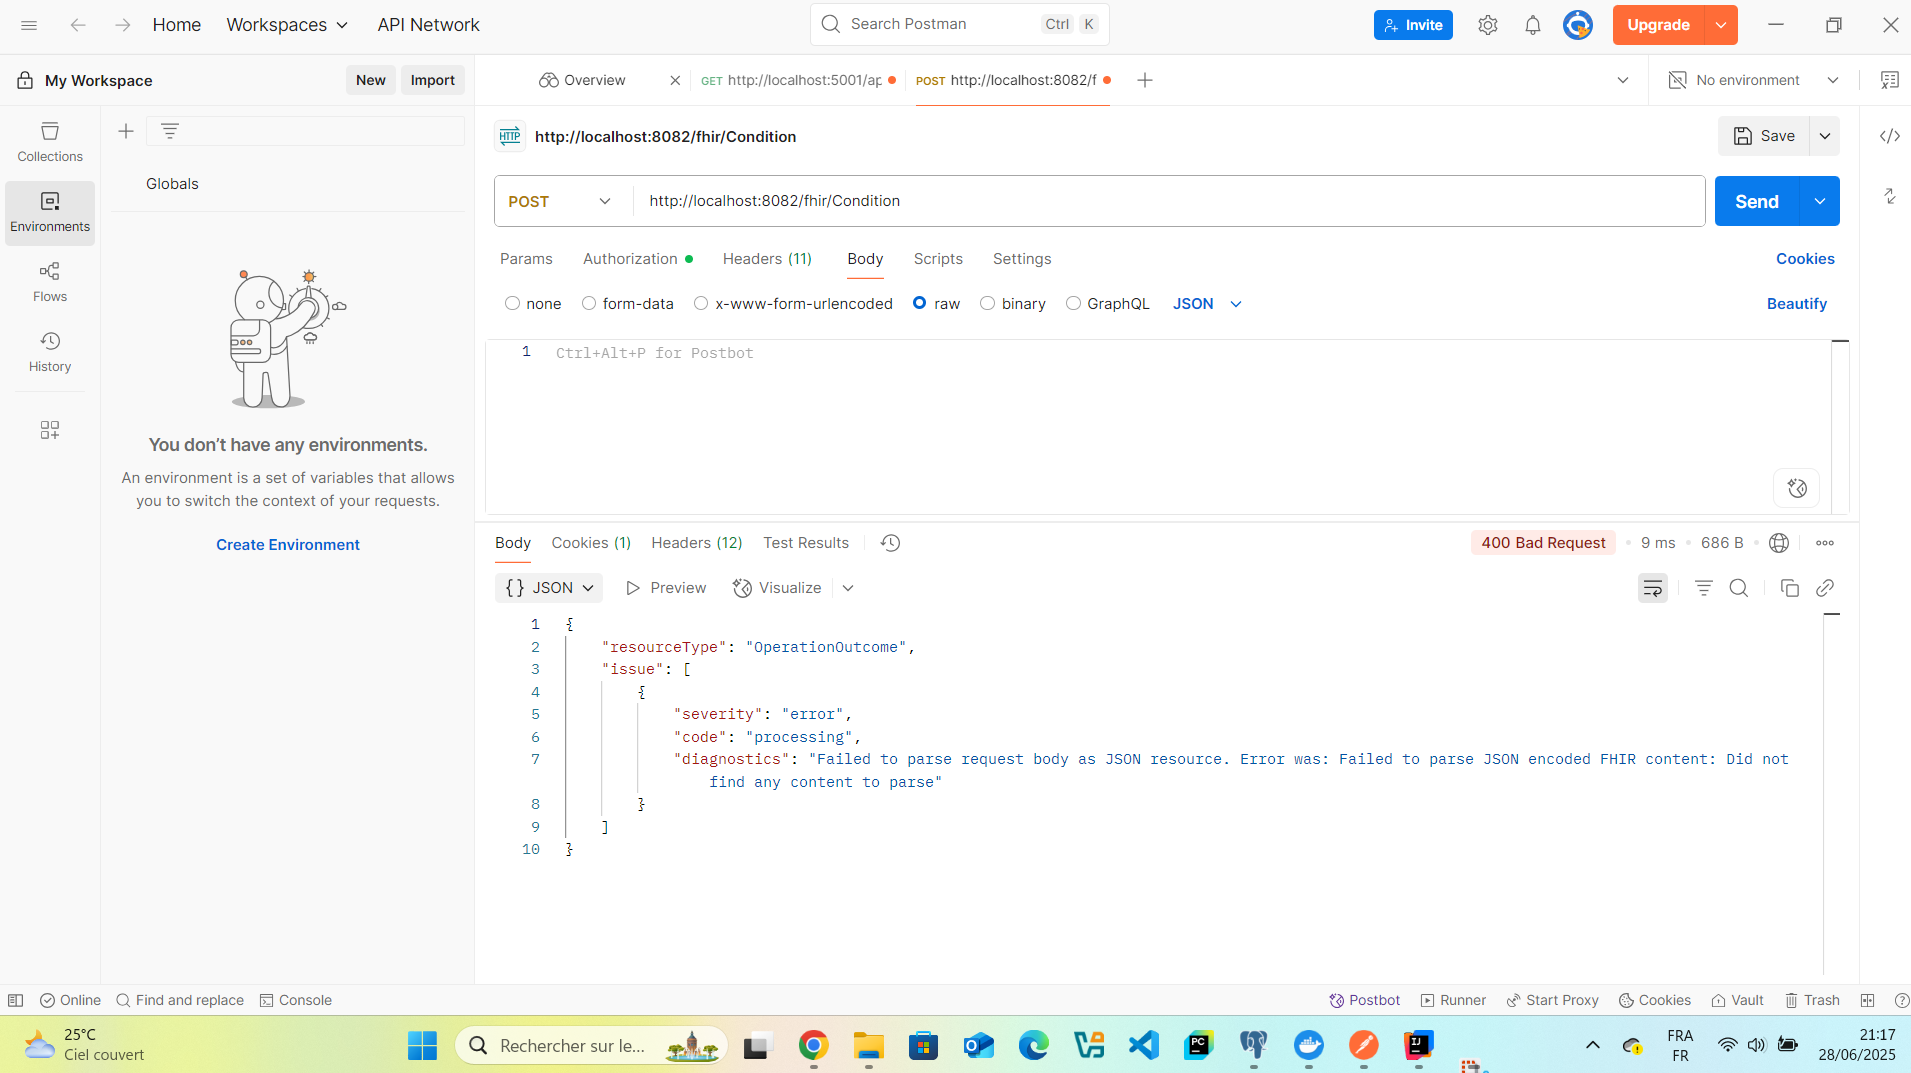 Home
Workspaces
API Network
Search Postman
Ctrl K
Invite
Upgrade
My Workspace
New
Import
Overview
GET http://localhost:5001/ap
POST http://localhost:8082/f
No environment
Collections
Environments
Flows
History
Globals
You don't have any environments.
An environment is a set of variables that allows
you to switch the context of your requests.
Create Environment
HTTP http://localhost:8082/fhir/Condition
Save
POST http://localhost:8082/fhir/Condition
Send
Params Authorization Headers (11) Body Scripts Settings
Cookies
none form-data x-www-form-urlencoded raw binary GraphQL JSON
Beautify
1 Ctrl+Alt+P for Postbot
Body Cookies (1) Headers (12) Test Results
400 Bad Request 9 ms 686 B
{} JSON Preview Visualize
1 {
2 "resourceType": "OperationOutcome",
3 "issue": [
4 {
5 "severity": "error",
6 "code": "processing",
7 "diagnostics": "Failed to parse request body as JSON resource. Error was: Failed to parse JSON encoded FHIR content: Did not
find any content to parse"
8 }
9 ]
10 }
Online Find and replace Console
Postbot Runner Start Proxy Cookies Vault Trash
25°C
Ciel couvert
Rechercher sur le...
PC
IJ
FRA
FR
21:17
28/06/2025